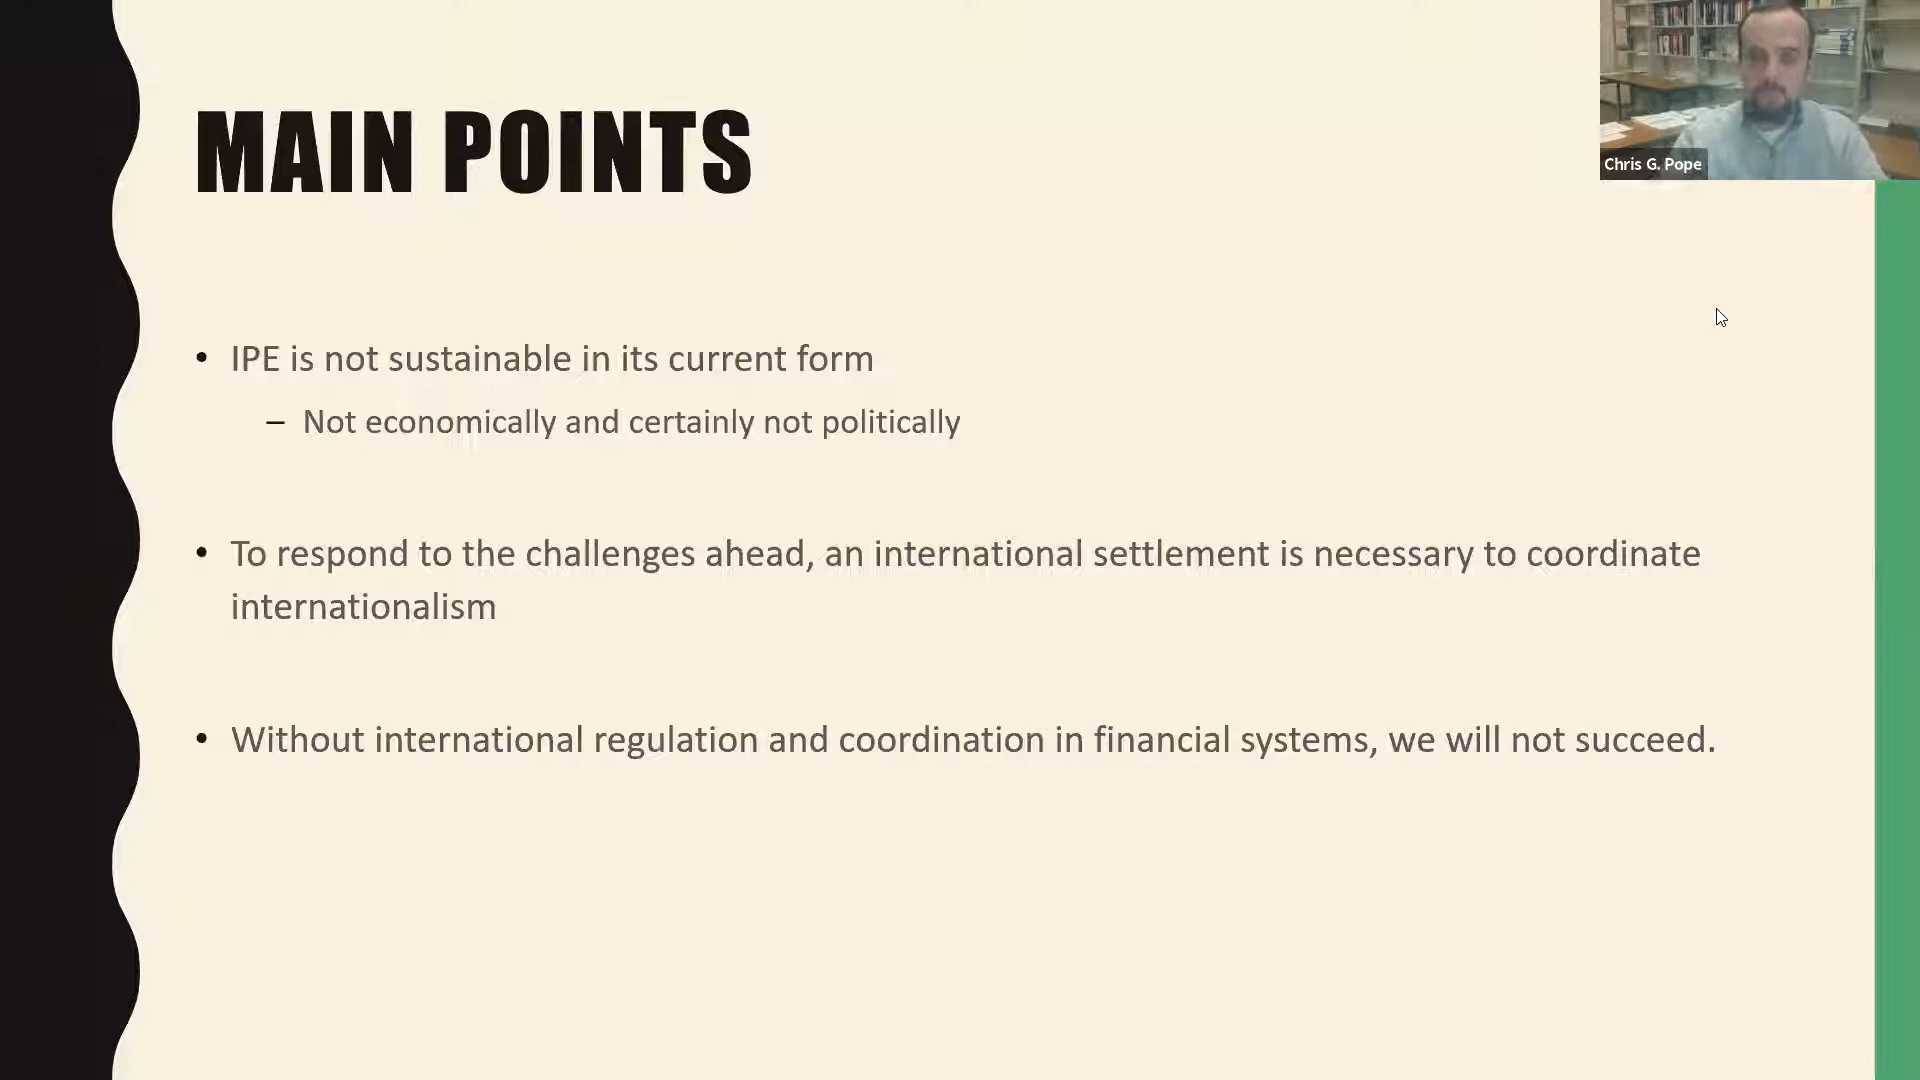 MAIN POINTS
Chris G. Pope
• IPE is not sustainable in its current form
– Not economically and certainly not politically
• To respond to the challenges ahead, an international settlement is necessary to coordinate
internationalism
• Without international regulation and coordination in financial systems, we will not succeed.